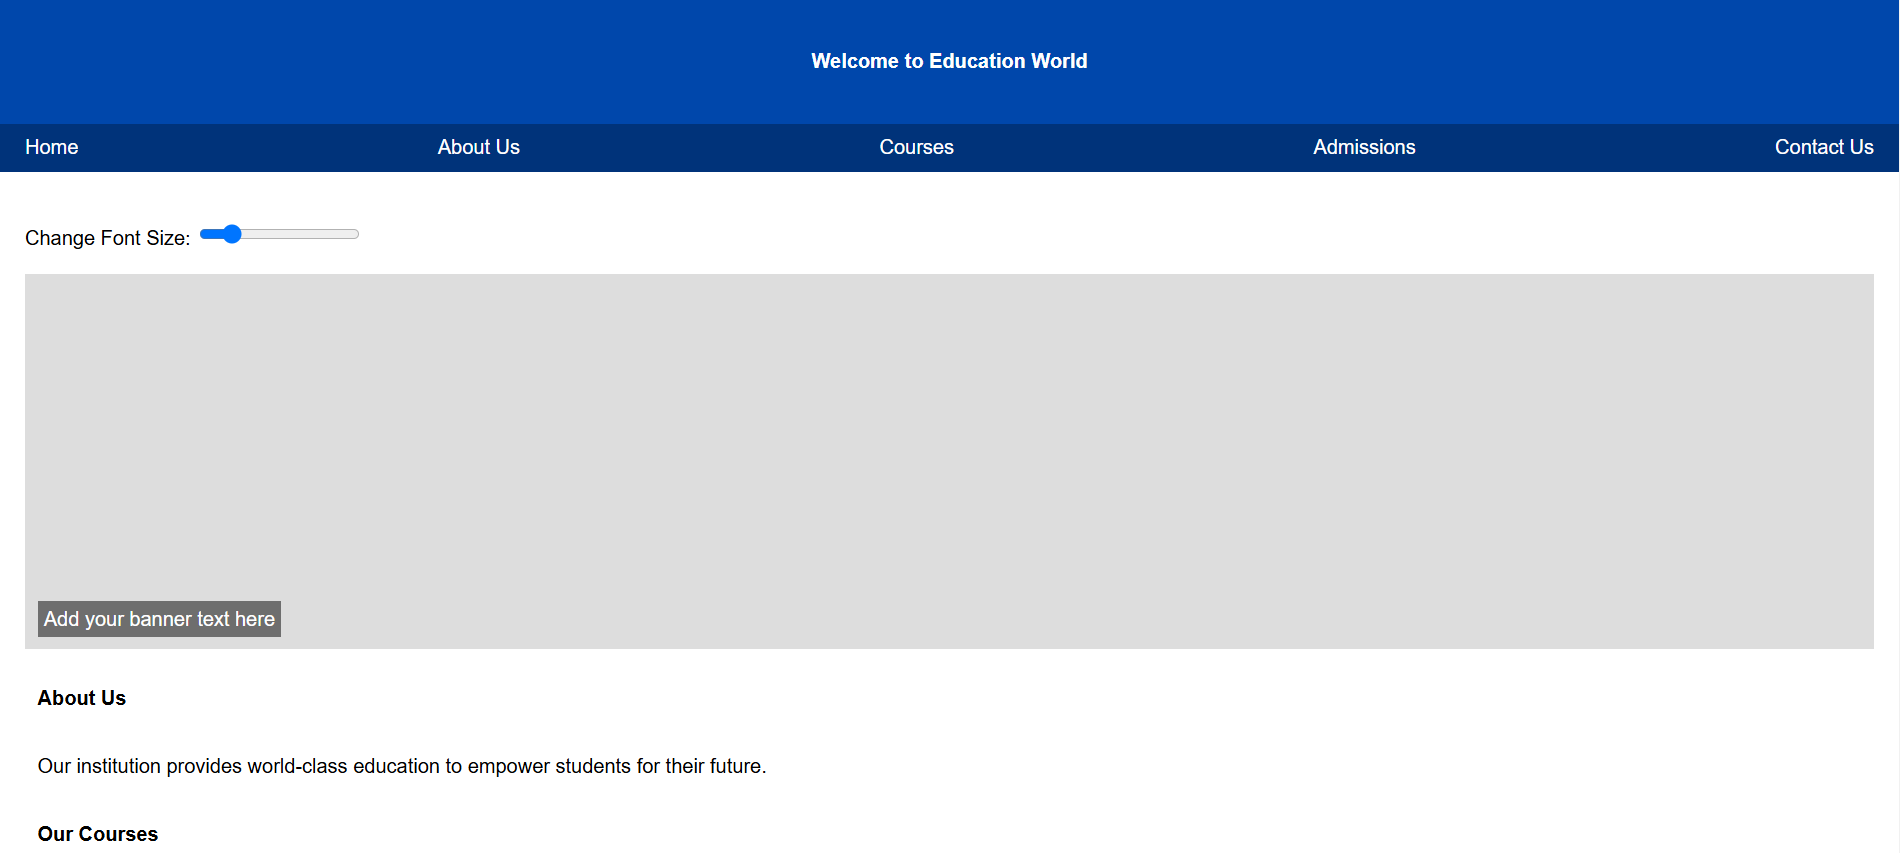 Welcome to Education World
Home About Us Courses Admissions Contact Us
Change Font Size:
Add your banner text here
About Us
Our institution provides world-class education to empower students for their future.
Our Courses